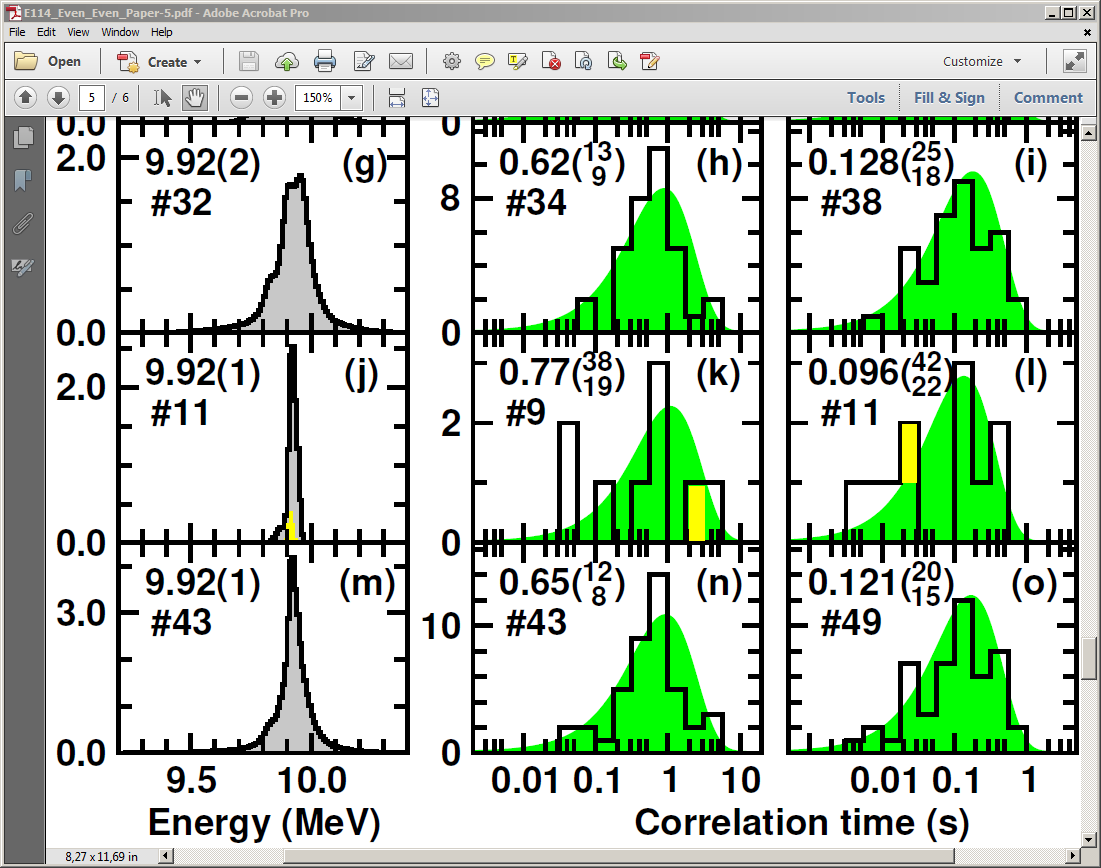 E114_Even_Even_Paper-5.pdf - Adobe Acrobat Pro
File Edit View Window Help
Open Create Customize
5 / 6 150% Tools Fill & Sign Comment
0.0 0
2.0 9.92(2) (g) 0.62(13 9) (h) 0.128(25 18) (i)
#32 8 #34 #38
0.0 0
9.92(1) (j) 0.77(38 19) (k) 0.096(42 22) (l)
2.0 #11 2 #9 #11
0.0 0
9.92(1) (m) 0.65(12 8) (n) 0.121(20 15) (o)
3.0 #43 10 #43 #49
0.0 0
9.5 10.0 0.01 0.1 1 10 0.01 0.1 1
Energy (MeV) Correlation time (s)
8,27 x 11,69 in